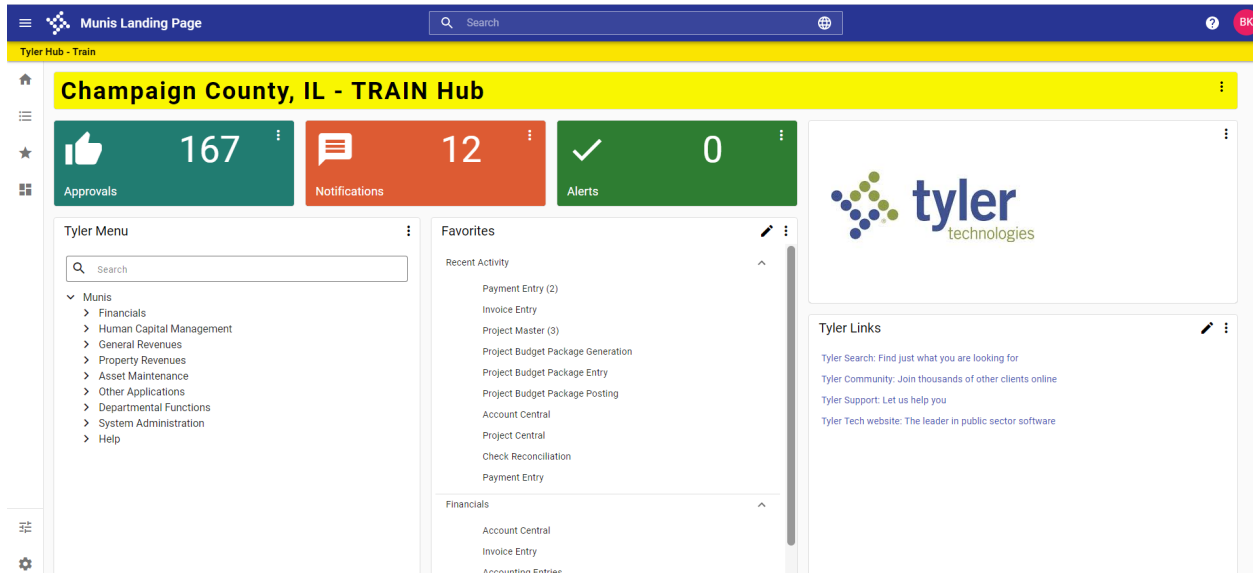 Munis Landing Page
Search
?
BK
Tyler Hub - Train
Champaign County, IL - TRAIN Hub
167
Approvals
12
Notifications
0
Alerts
tyler
technologies
Tyler Menu
Search
Munis
Financials
Human Capital Management
General Revenues
Property Revenues
Asset Maintenance
Other Applications
Departmental Functions
System Administration
Help
Favorites
Recent Activity
Payment Entry (2)
Invoice Entry
Project Master (3)
Project Budget Package Generation
Project Budget Package Entry
Project Budget Package Posting
Account Central
Project Central
Check Reconciliation
Payment Entry
Financials
Account Central
Invoice Entry
Accounting Entries
Tyler Links
Tyler Search: Find just what you are looking for
Tyler Community: Join thousands of other clients online
Tyler Support: Let us help you
Tyler Tech website: The leader in public sector software